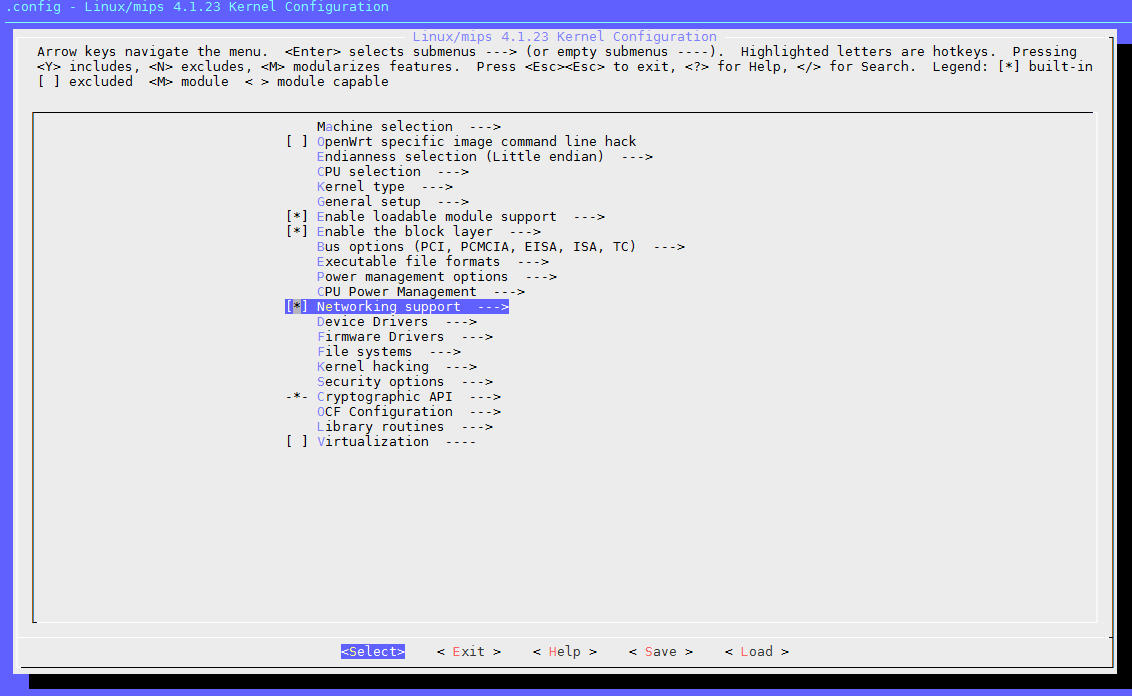 .config - Linux/mips 4.1.23 Kernel Configuration
Linux/mips 4.1.23 Kernel Configuration
Arrow keys navigate the menu.  <Enter> selects submenus ---> (or empty submenus ----).  Highlighted letters are hotkeys.  Pressing
<Y> includes, <N> excludes, <M> modularizes features.  Press <Esc><Esc> to exit, <?> for Help, </> for Search.  Legend: [*] built-in
[ ] excluded  <M> module  < > module capable
Machine selection  --->
[ ] OpenWrt specific image command line hack
Endianness selection (Little endian)  --->
CPU selection  --->
Kernel type  --->
General setup  --->
[*] Enable loadable module support  --->
[*] Enable the block layer  --->
Bus options (PCI, PCMCIA, EISA, ISA, TC)  --->
Executable file formats  --->
Power management options  --->
CPU Power Management  --->
[*] Networking support  --->
Device Drivers  --->
Firmware Drivers  --->
File systems  --->
Kernel hacking  --->
Security options  --->
-*- Cryptographic API  --->
OCF Configuration  --->
Library routines  --->
[ ] Virtualization  ----
<Select>    < Exit >    < Help >    < Save >    < Load >